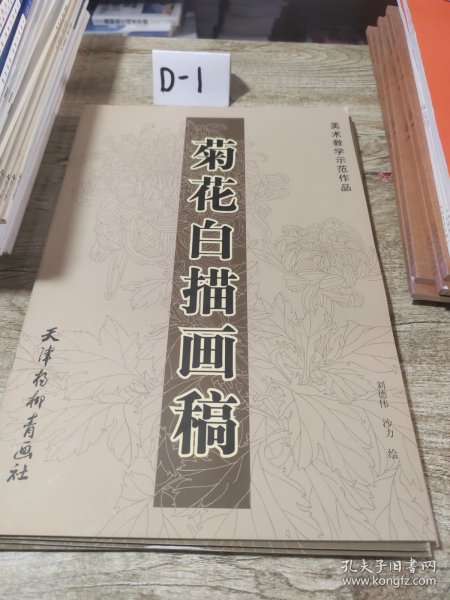 D-1
美术教学示范作品
菊花白描画稿
刘德伟 沙力 绘
天津杨柳青画社
孔夫子旧书网
www.kongfz.com